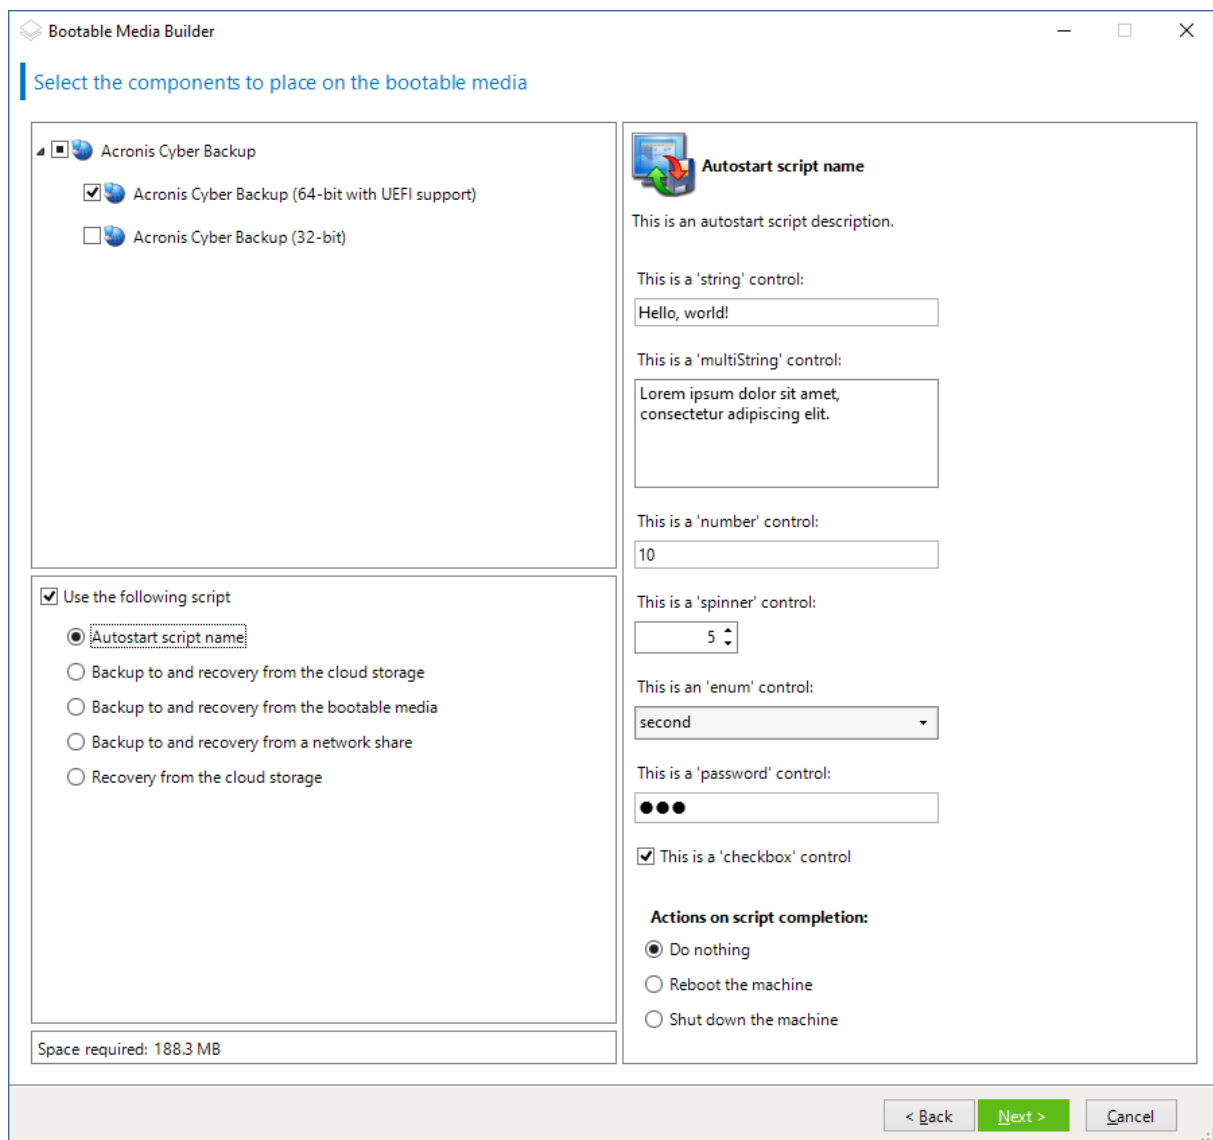 Bootable Media Builder
Select the components to place on the bootable media
Acronis Cyber Backup
Acronis Cyber Backup (64-bit with UEFI support)
Acronis Cyber Backup (32-bit)
Use the following script
Autostart script name
Backup to and recovery from the cloud storage
Backup to and recovery from the bootable media
Backup to and recovery from a network share
Recovery from the cloud storage
Space required: 188.3 MB
Autostart script name
This is an autostart script description.
This is a 'string' control:
Hello, world!
This is a 'multiString' control:
Lorem ipsum dolor sit amet,
consectetur adipiscing elit.
This is a 'number' control:
10
This is a 'spinner' control:
5
This is an 'enum' control:
second
This is a 'password' control:
●●●
This is a 'checkbox' control
Actions on script completion:
Do nothing
Reboot the machine
Shut down the machine
< Back
Next >
Cancel